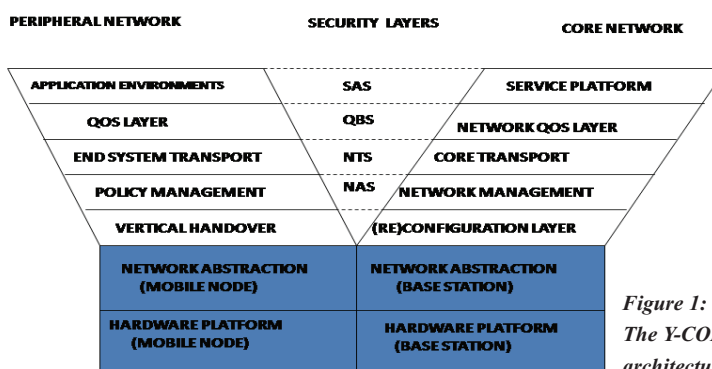 PERIPHERAL NETWORK SECURITY LAYERS CORE NETWORK
APPLICATION ENVIRONMENTS SAS SERVICE PLATFORM
QOS LAYER QBS NETWORK QOS LAYER
END SYSTEM TRANSPORT NTS CORE TRANSPORT
POLICY MANAGEMENT NAS NETWORK MANAGEMENT
VERTICAL HANDOVER (RE)CONFIGURATION LAYER
NETWORK ABSTRACTION NETWORK ABSTRACTION
(MOBILE NODE) (BASE STATION)
HARDWARE PLATFORM HARDWARE PLATFORM
(MOBILE NODE) (BASE STATION)
Figure 1:
The